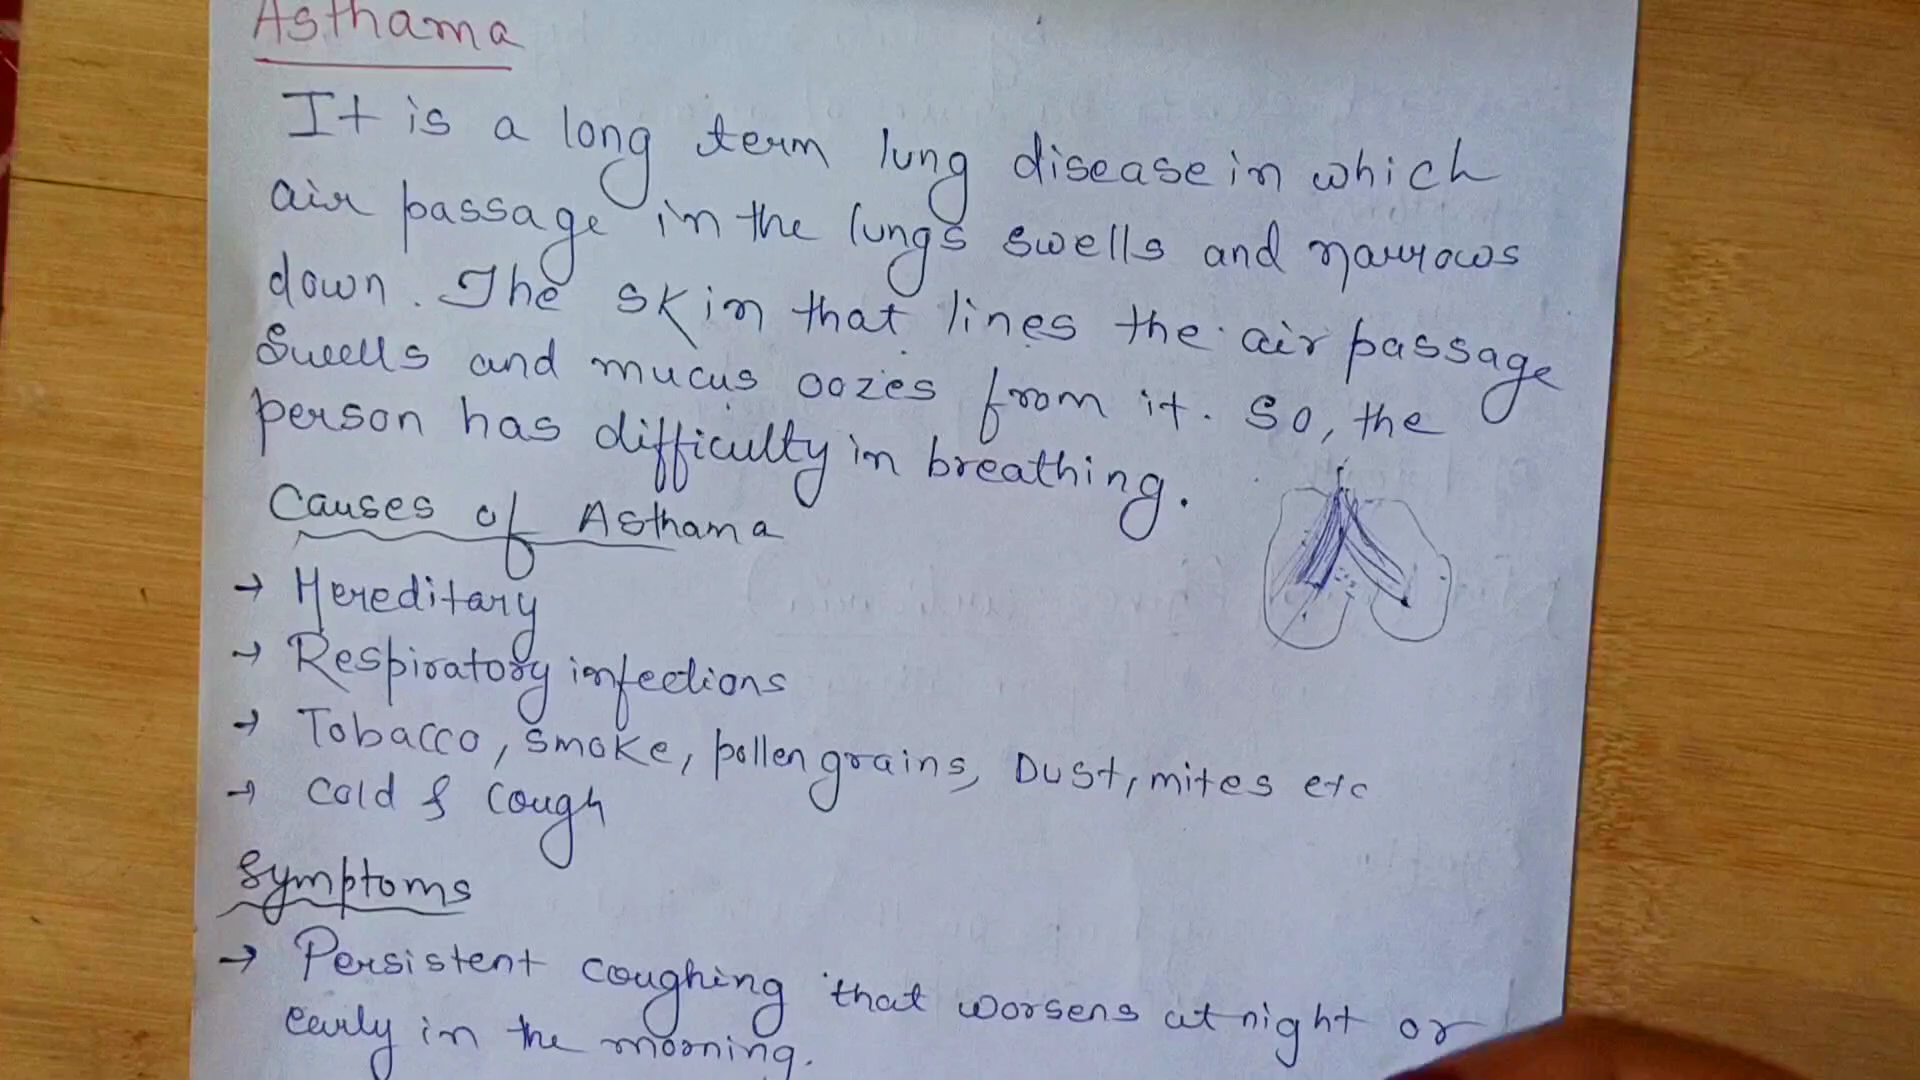 Asthama
It is a long term lung disease in which
air passage in the lungs swells and narrows
down. The skin that lines the air passage
Swells and mucus oozes from it. So, the
person has difficulty in breathing.
Causes of Asthama
→ Hereditary
→ Respiratory infections
→ Tobacco, smoke, pollen grains, Dust, mites etc
→ Cold & Cough
Symptoms
→ Persistent coughing that worsens at night or
early in the morning.